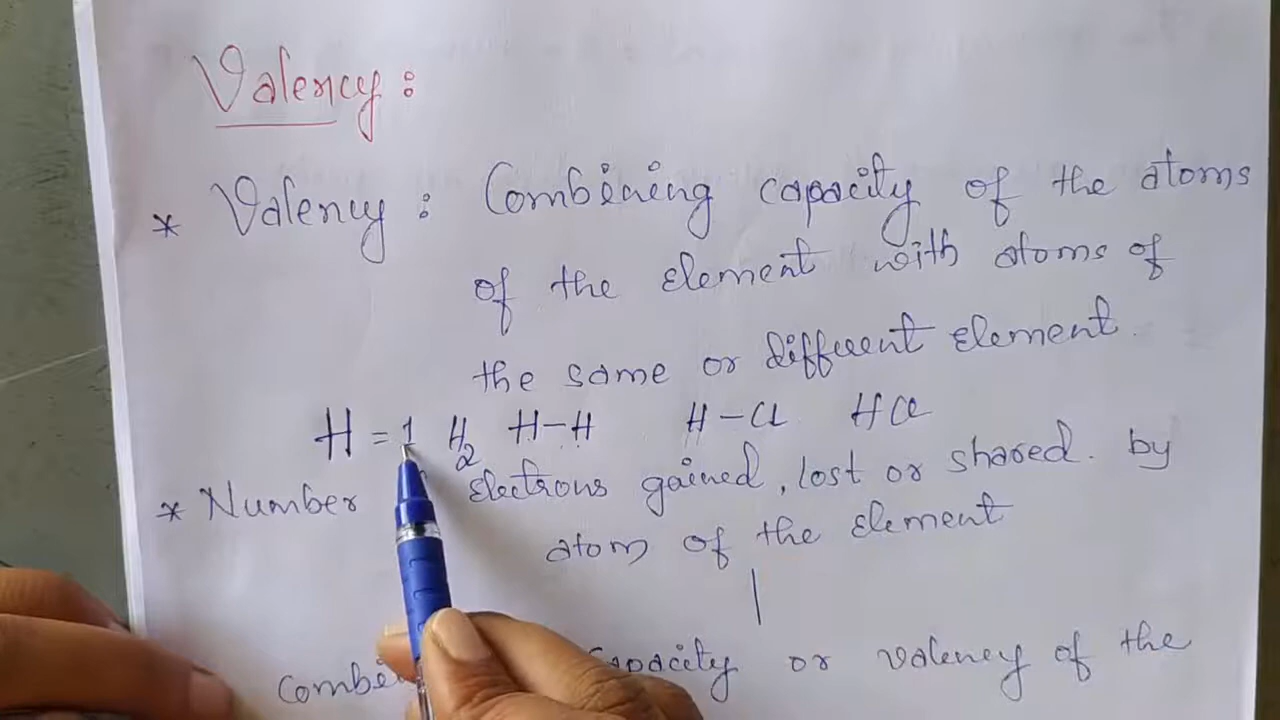 Valency :
* Valency : Combining capacity of the atoms
of the element with atoms of
the same or different element.
H = 1 H2 H-H H-Cl HCl
* Number electrons gained, lost or shared. by
atom of the element
capacity or valency of the